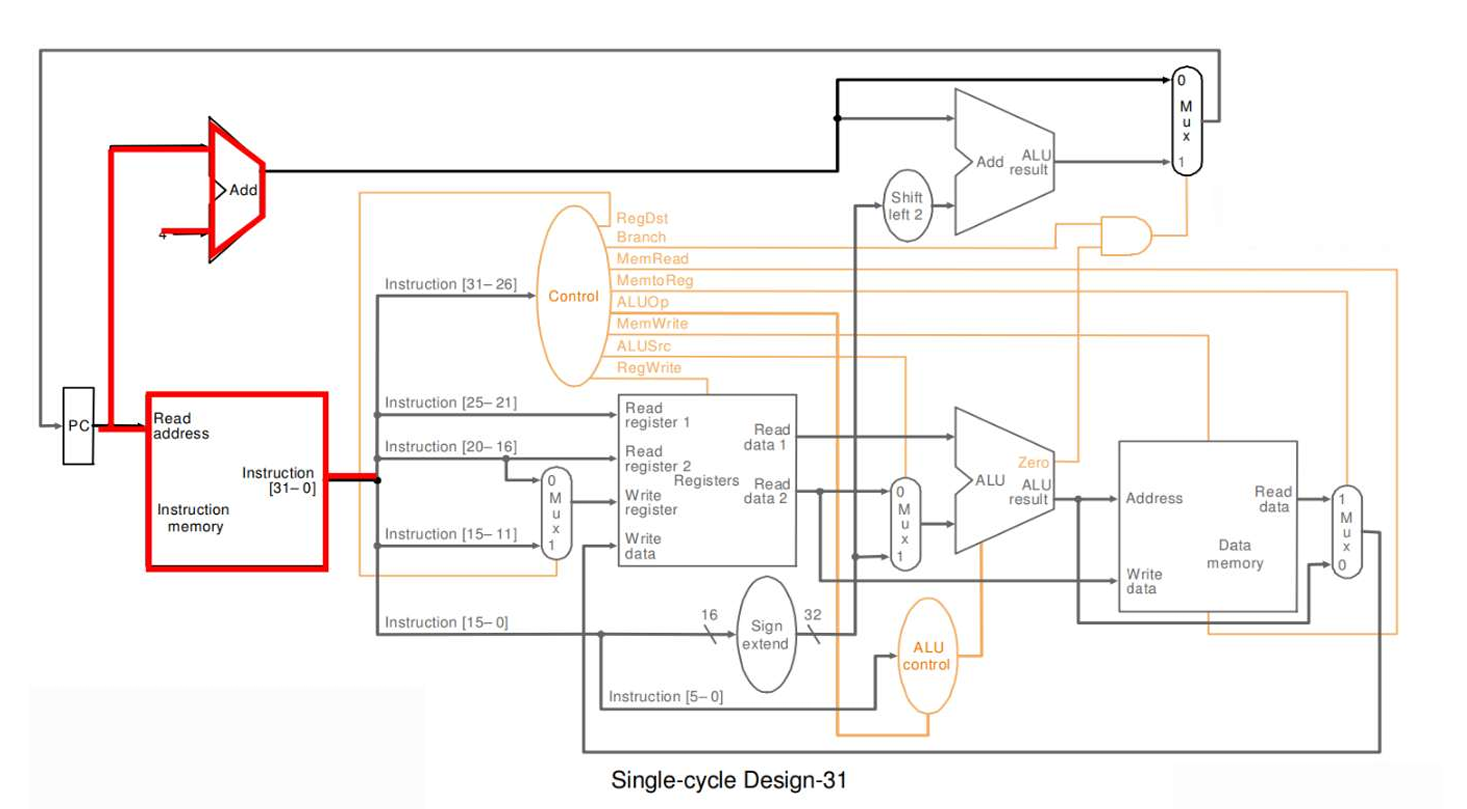 0
M
u
x
1
Add
ALU
result
Shift
left 2
Add
4
RegDst
Branch
MemRead
MemtoReg
ALUOp
MemWrite
ALUSrc
RegWrite
Control
Instruction [31–26]
PC
Read
address
Instruction
[31–0]
Instruction
memory
Instruction [25–21]
Instruction [20–16]
Instruction [15–11]
Instruction [15–0]
Instruction [5–0]
0
M
u
x
1
Read
register 1
Read
register 2
Registers
Write
register
Write
data
Read
data 1
Read
data 2
0
M
u
x
1
Zero
ALU
ALU
result
Address
Read
data
Data
memory
Write
data
1
M
u
x
0
16
Sign
extend
32
ALU
control
Single-cycle Design-31